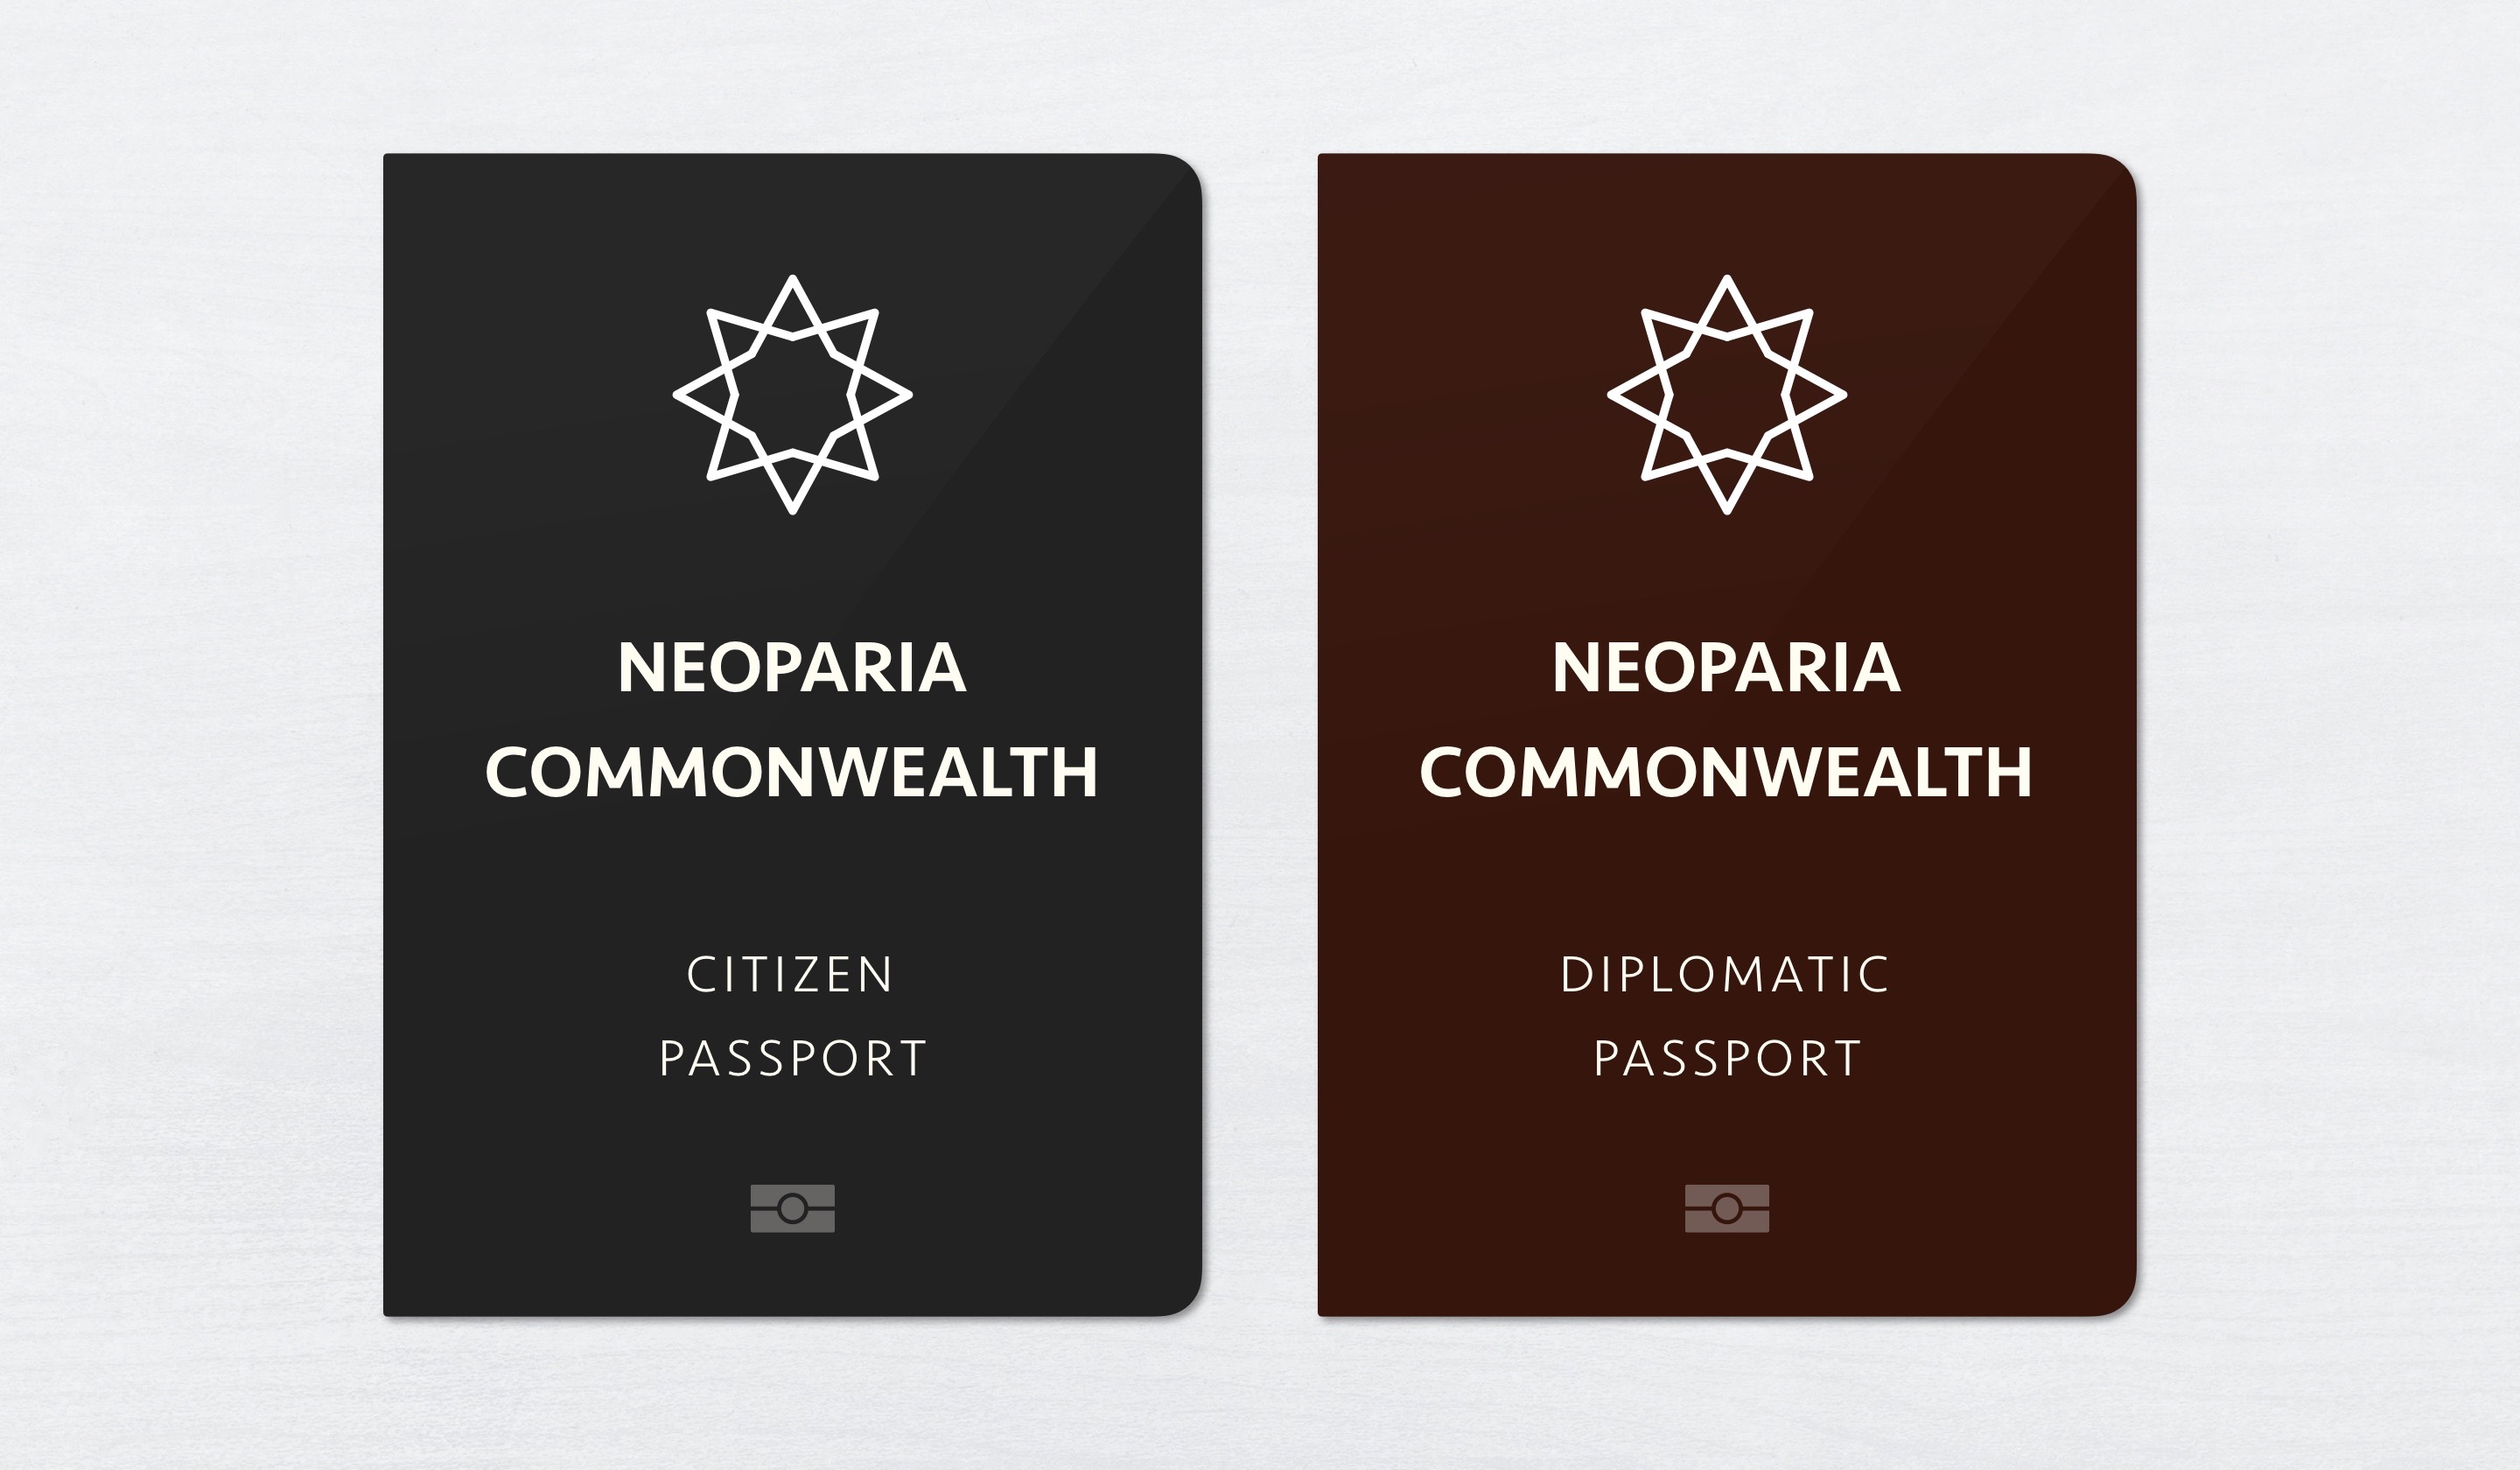 NEOPARIA
COMMONWEALTH
CITIZEN
PASSPORT
NEOPARIA
COMMONWEALTH
DIPLOMATIC
PASSPORT